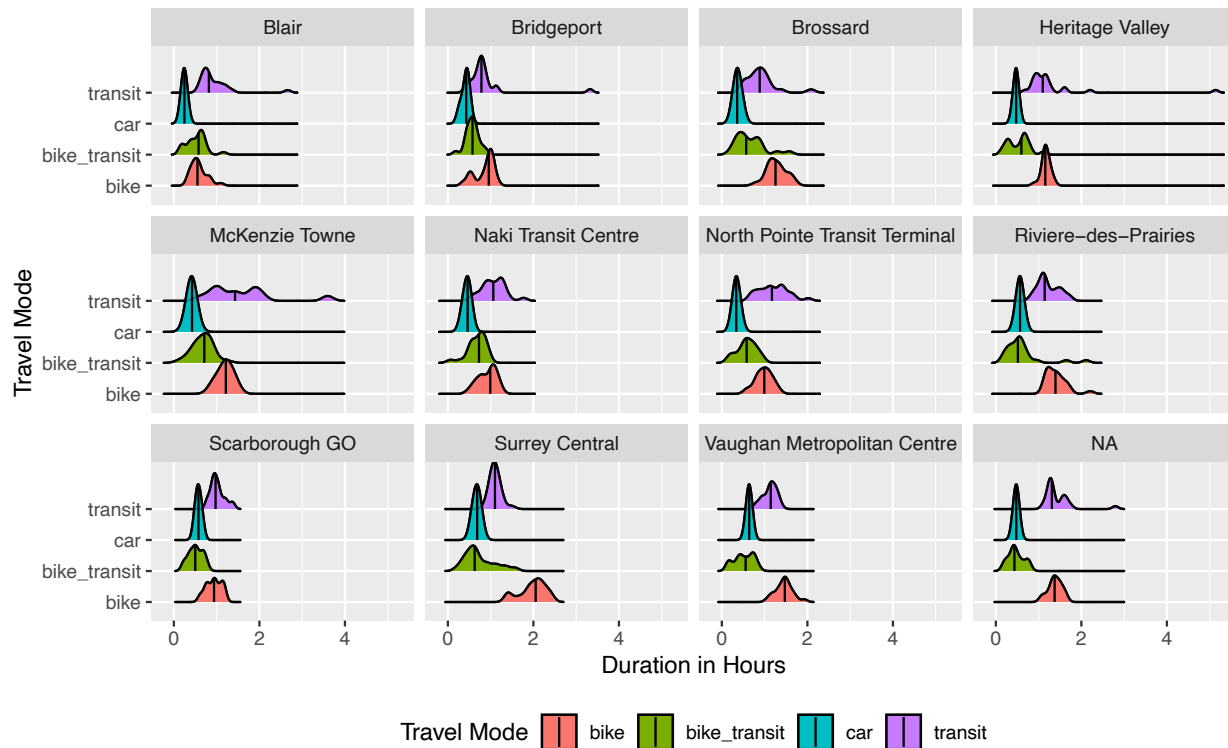 Blair Bridgeport Brossard Heritage Valley
transit
car
bike_transit
bike
McKenzie Towne Naki Transit Centre North Pointe Transit Terminal Riviere-des-Prairies
transit
car
bike_transit
bike
Scarborough GO Surrey Central Vaughan Metropolitan Centre NA
transit
car
bike_transit
bike
0 2 4 0 2 4 0 2 4 0 2 4
Travel Mode
Duration in Hours
Travel Mode bike bike_transit car transit